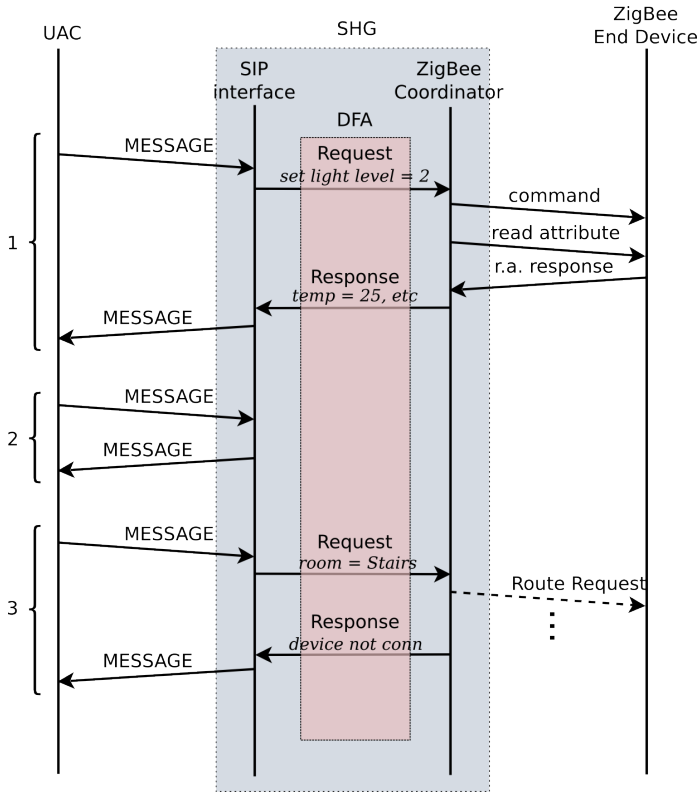 UAC
SHG
ZigBee
End Device
SIP
interface
ZigBee
Coordinator
DFA
MESSAGE
Request
set light level = 2
command
read attribute
1
r.a. response
Response
temp = 25, etc
MESSAGE
MESSAGE
2
MESSAGE
MESSAGE
Request
room = Stairs
Route Request
3
Response
device not conn
MESSAGE